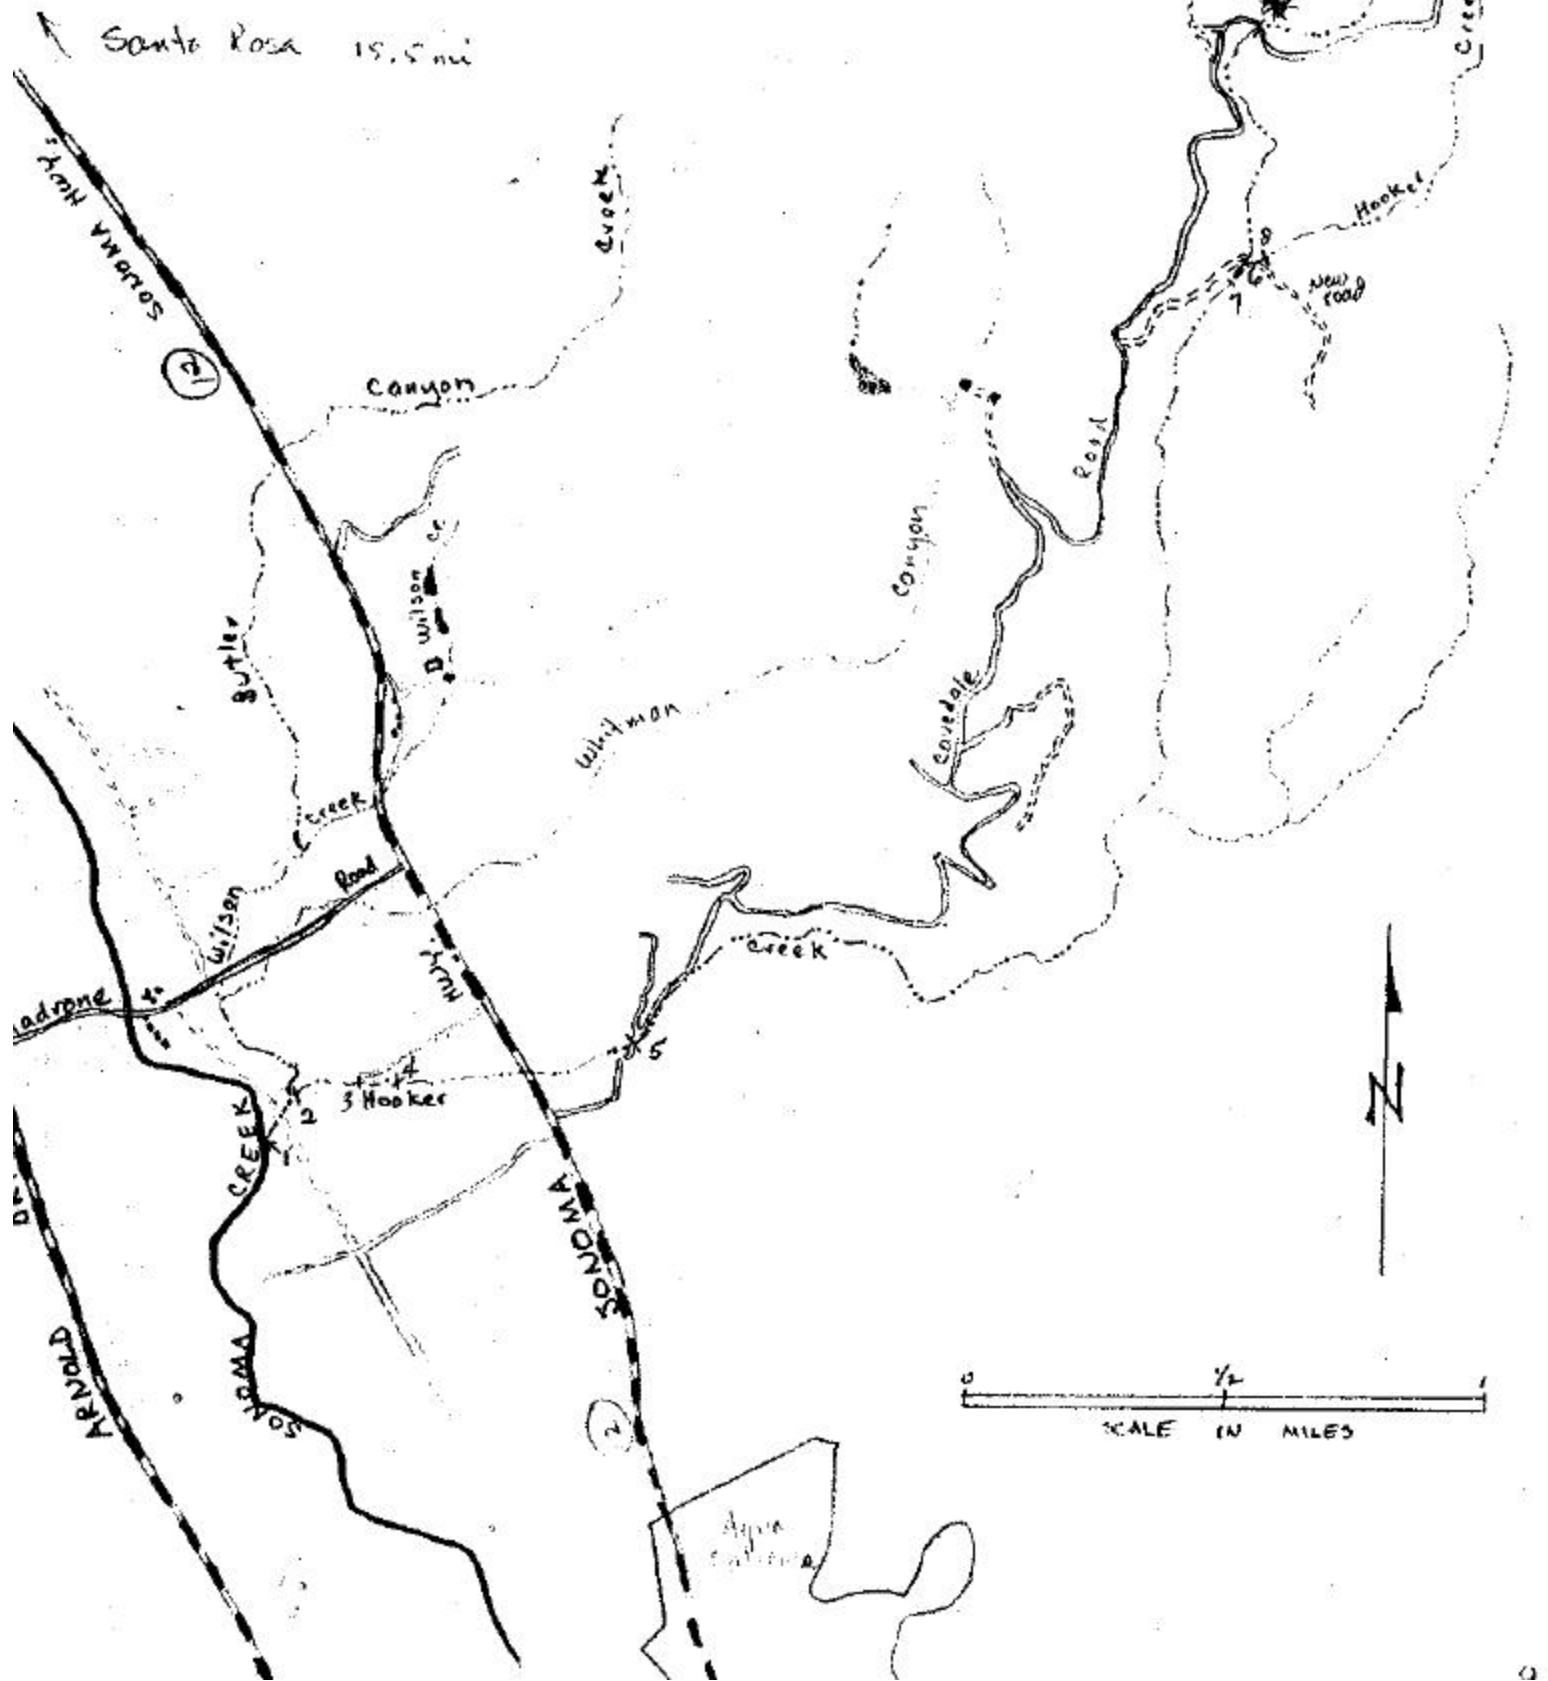 Santa Rosa 15.5 mi
Creek
SONOMA HWY.
12
Canyon
Creek
Hooker
8
6
7
New road
Road
Canyon
Wilson
Cr.
Butler
Whitman
Cavedale
Creek
Road
Wilson
Creek
HWY.
adrone
5
4
3 Hooker
2
1
CREEK
SONOMA
SONOMA
ARNOLD
DR
N
0 1/2 1
SCALE IN MILES
Agua
9